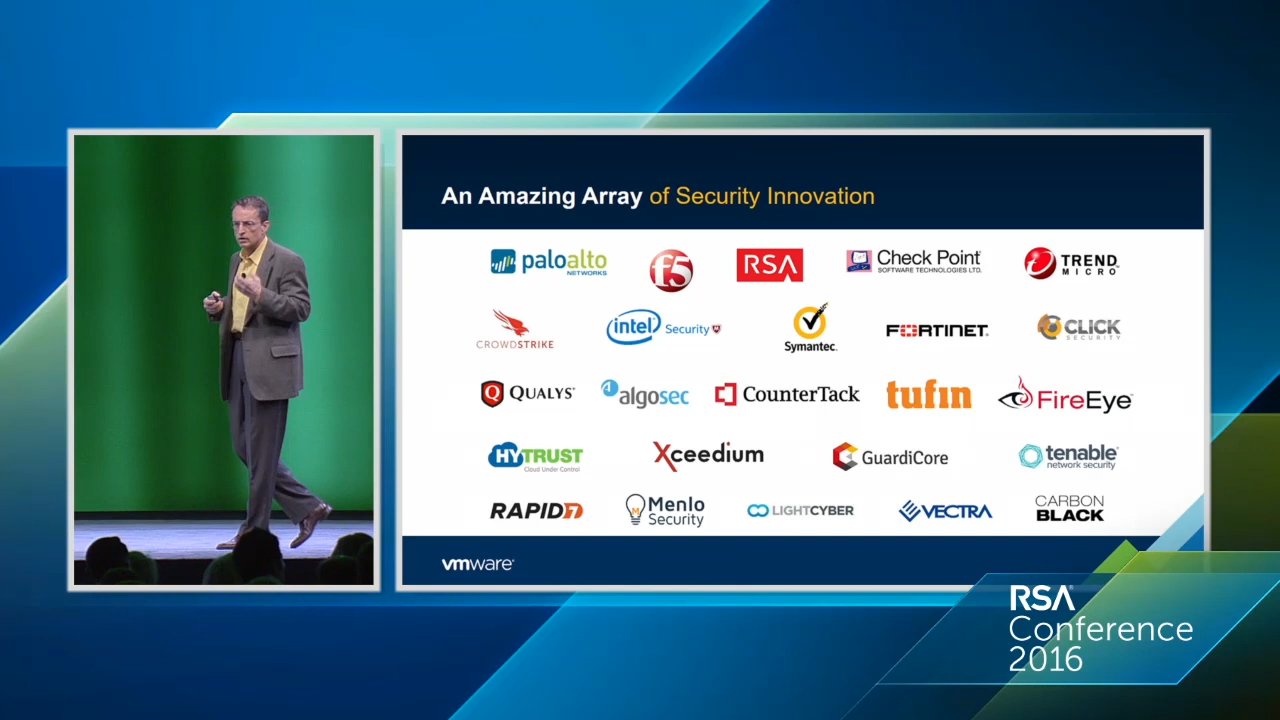 An Amazing Array of Security Innovation
paloalto
NETWORKS
f5
RSA
Check Point
SOFTWARE TECHNOLOGIES LTD.
TREND
MICRO
CROWDSTRIKE
intel Security
Symantec.
FORTINET
CLICK
SECURITY
Q QUALYS
algosec
CounterTack
tufin
FireEye
HYTRUST
Cloud Under Control
Xceedium
GuardiCore
tenable
network security
RAPID7
Menlo
Security
LIGHTCYBER
VECTRA
CARBON
BLACK
vmware
RSA
Conference
2016